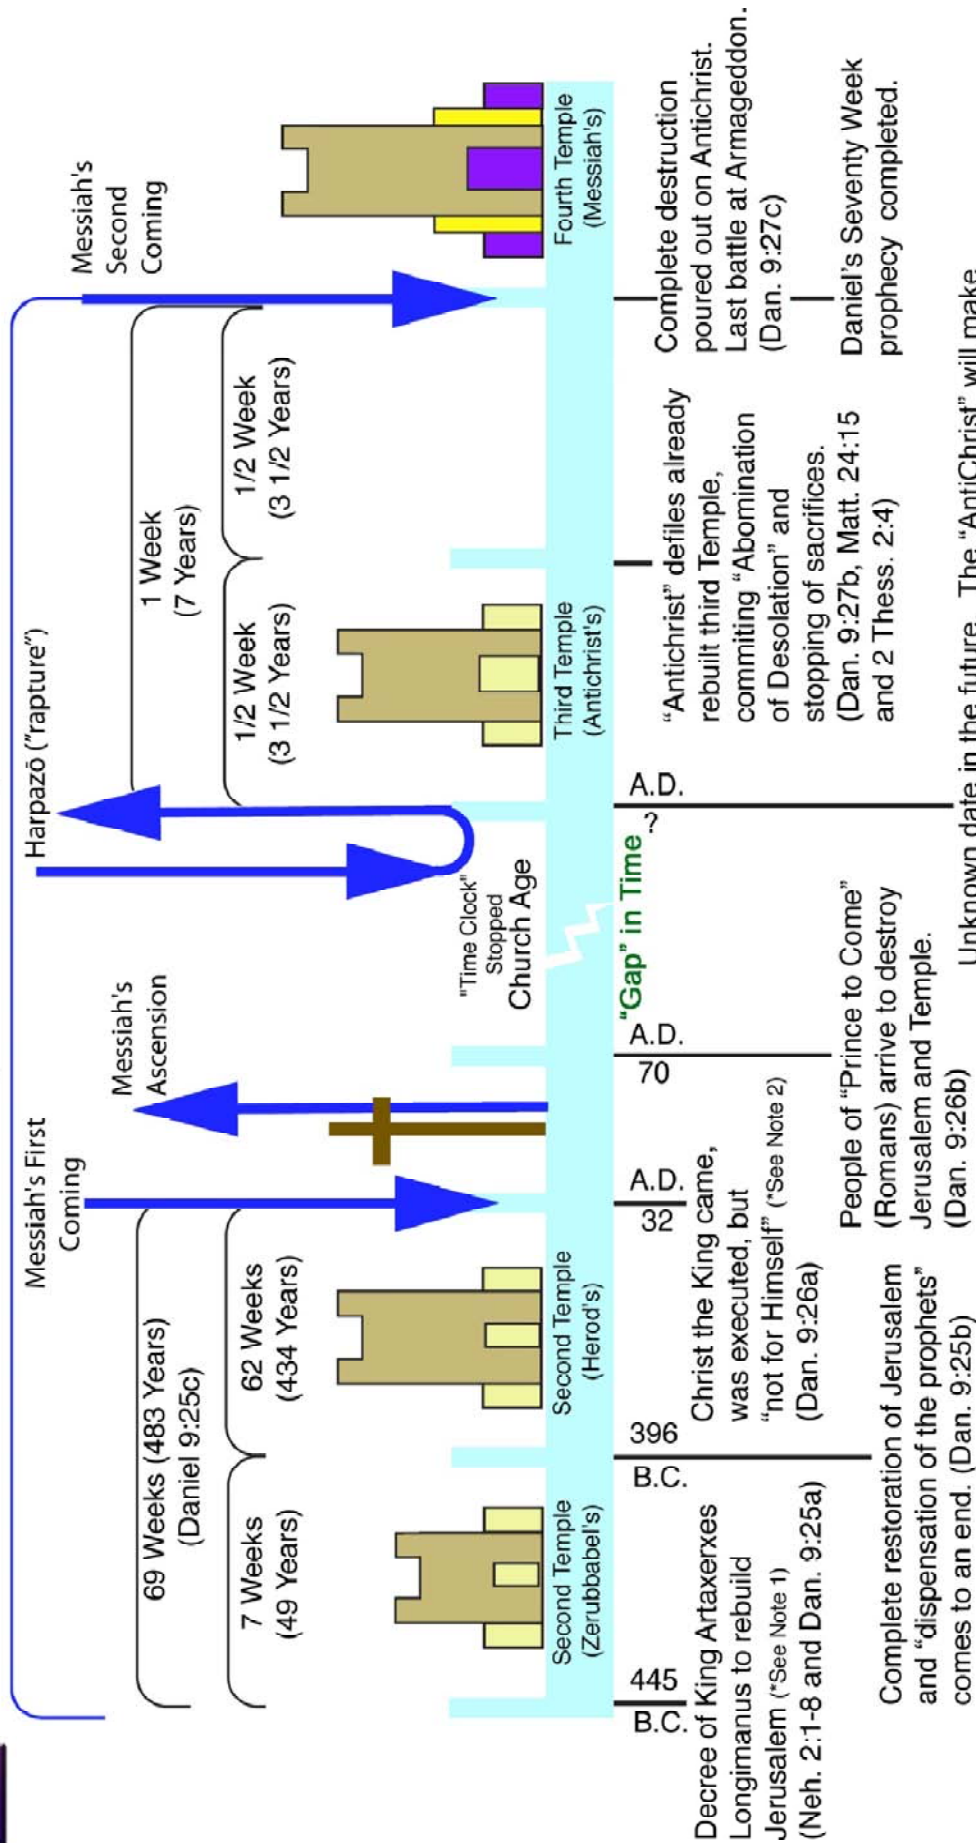 Messiah's First
Coming
69 Weeks (483 Years)
(Daniel 9:25c)
7 Weeks
(49 Years)
62 Weeks
(434 Years)
Messiah's
Ascension
Harpazō ("rapture")
1 Week
(7 Years)
1/2 Week
(3 1/2 Years)
1/2 Week
(3 1/2 Years)
Messiah's
Second
Coming
"Time Clock"
Stopped
Church Age
Second Temple
(Zerubbabel's)
Second Temple
(Herod's)
Third Temple
(Antichrist's)
Fourth Temple
(Messiah's)
"Gap" in Time
445
B.C.
Decree of King Artaxerxes
Longimanus to rebuild
Jerusalem (*See Note 1)
(Neh. 2:1-8 and Dan. 9:25a)
396
B.C.
Complete restoration of Jerusalem
and “dispensation of the prophets”
comes to an end. (Dan. 9:25b)
A.D.
32
Christ the King came,
was executed, but
“not for Himself” (*See Note 2)
(Dan. 9:26a)
A.D.
70
People of “Prince to Come”
(Romans) arrive to destroy
Jerusalem and Temple.
(Dan. 9:26b)
A.D.
?
Unknown date in the future. The “AntiChrist” will make
“Antichrist” defiles already
rebuilt third Temple,
commiting “Abomination
of Desolation” and
stopping of sacrifices.
(Dan. 9:27b, Matt. 24:15
and 2 Thess. 2:4)
Complete destruction
poured out on Antichrist.
Last battle at Armageddon.
(Dan. 9:27c)
Daniel's Seventy Week
prophecy completed.